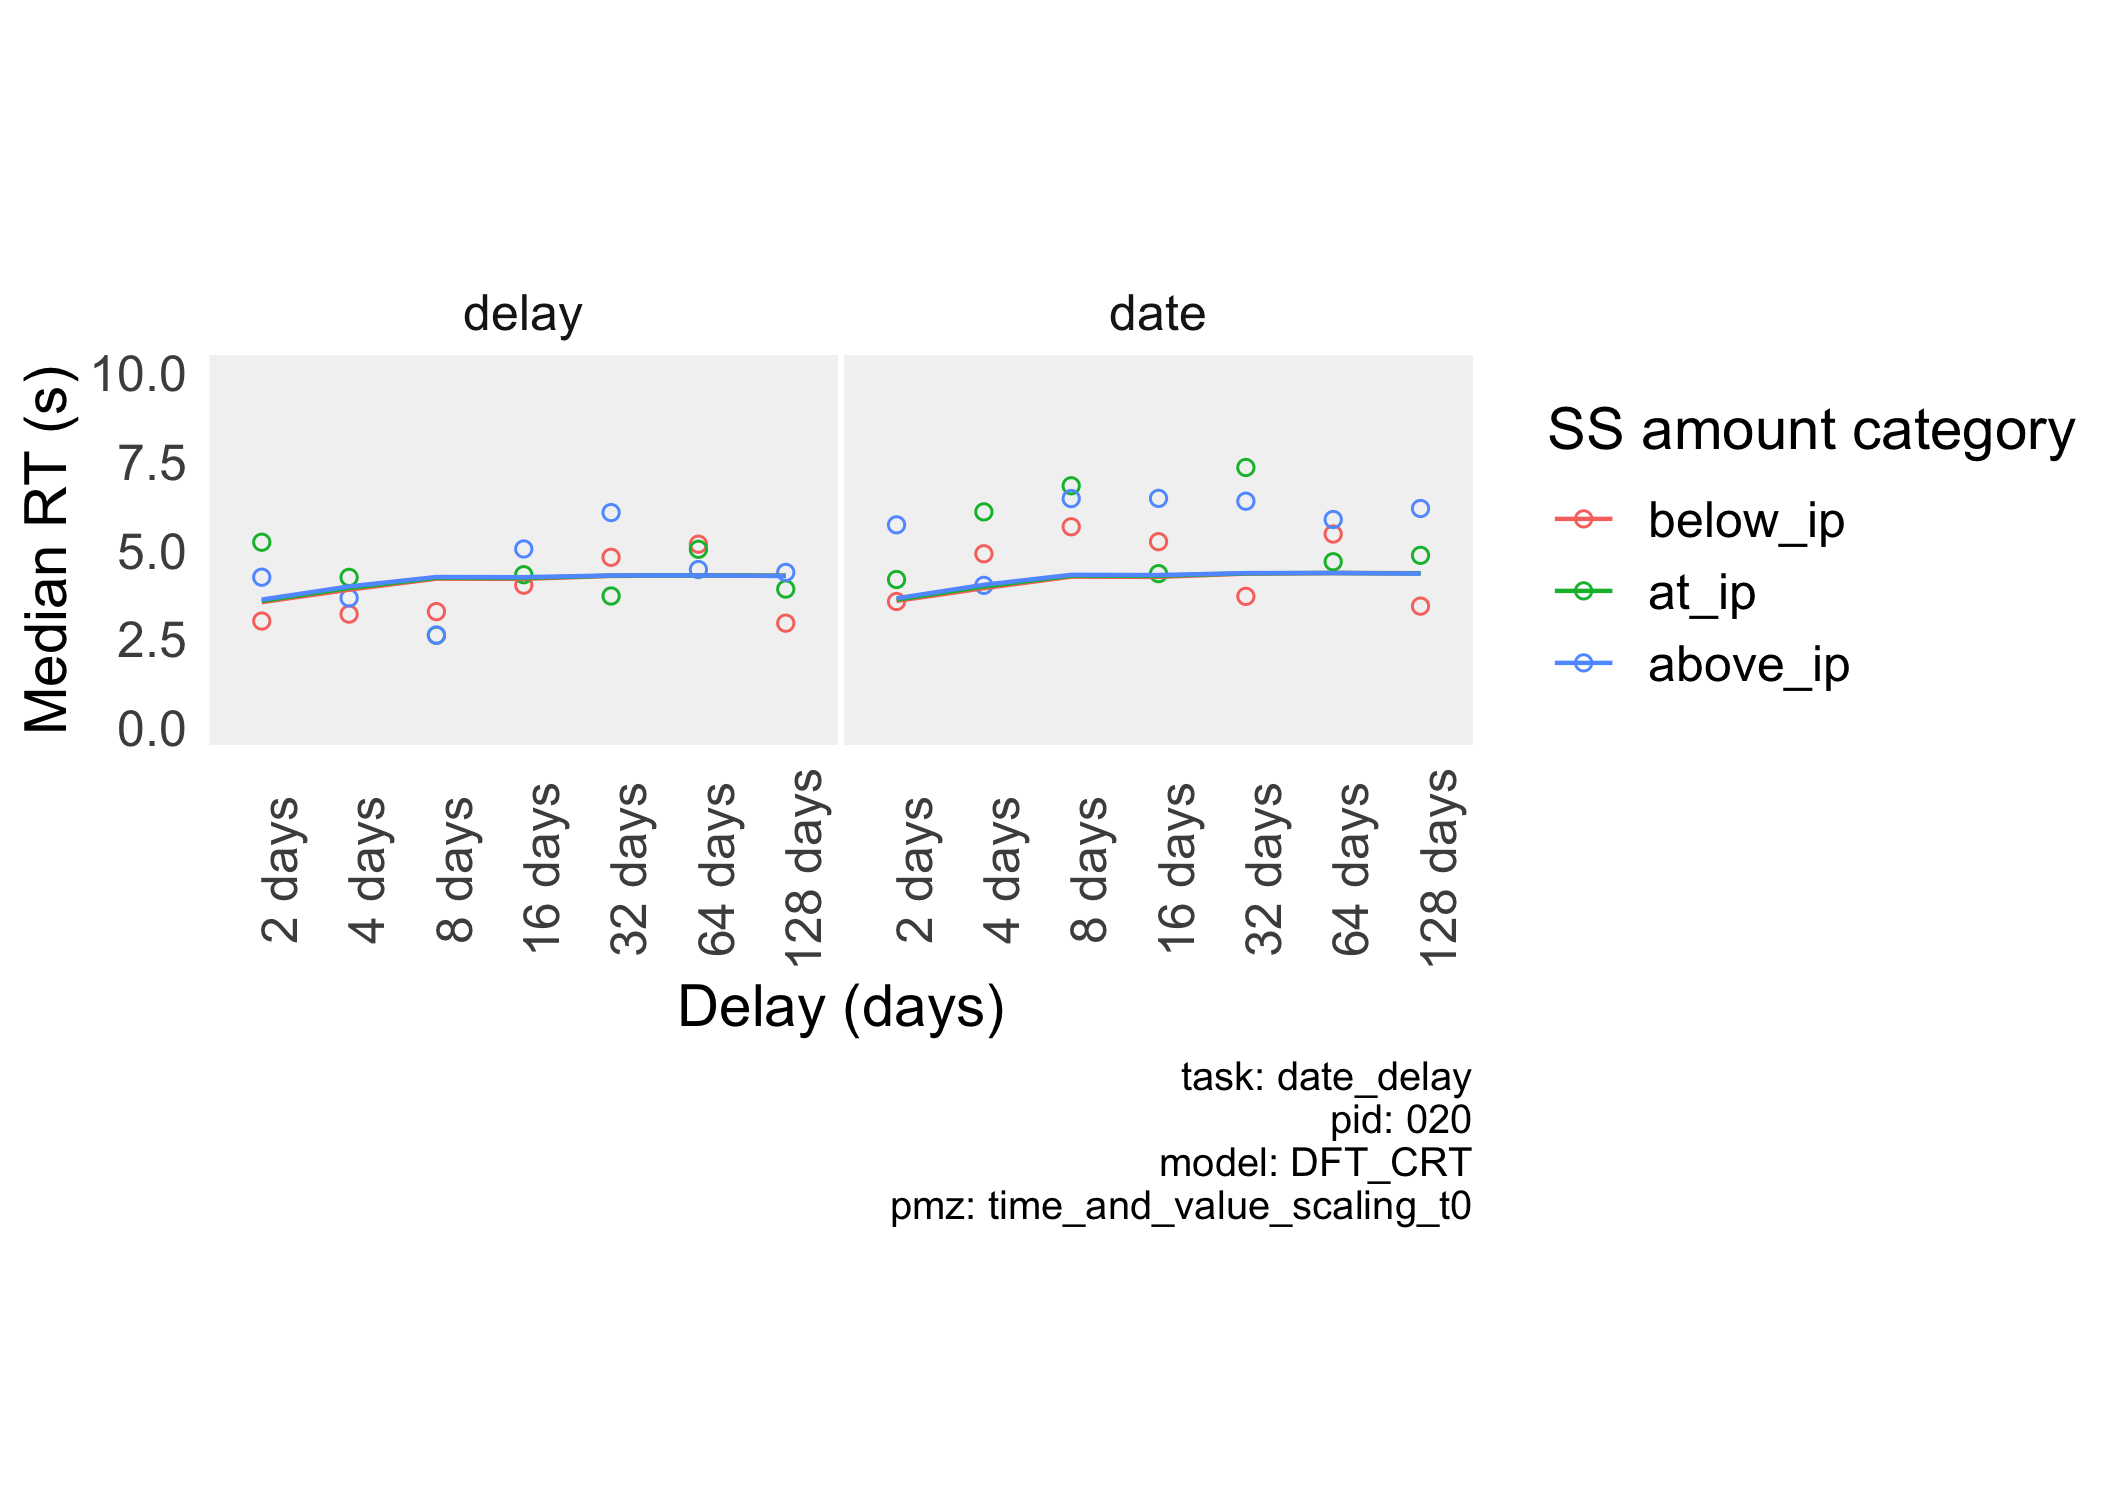 delay
date
Median RT (s)
10.0
7.5
5.0
2.5
0.0
2 days
4 days
8 days
16 days
32 days
64 days
128 days
2 days
4 days
8 days
16 days
32 days
64 days
128 days
Delay (days)
SS amount category
below_ip
at_ip
above_ip
task: date_delay
pid: 020
model: DFT_CRT
pmz: time_and_value_scaling_t0